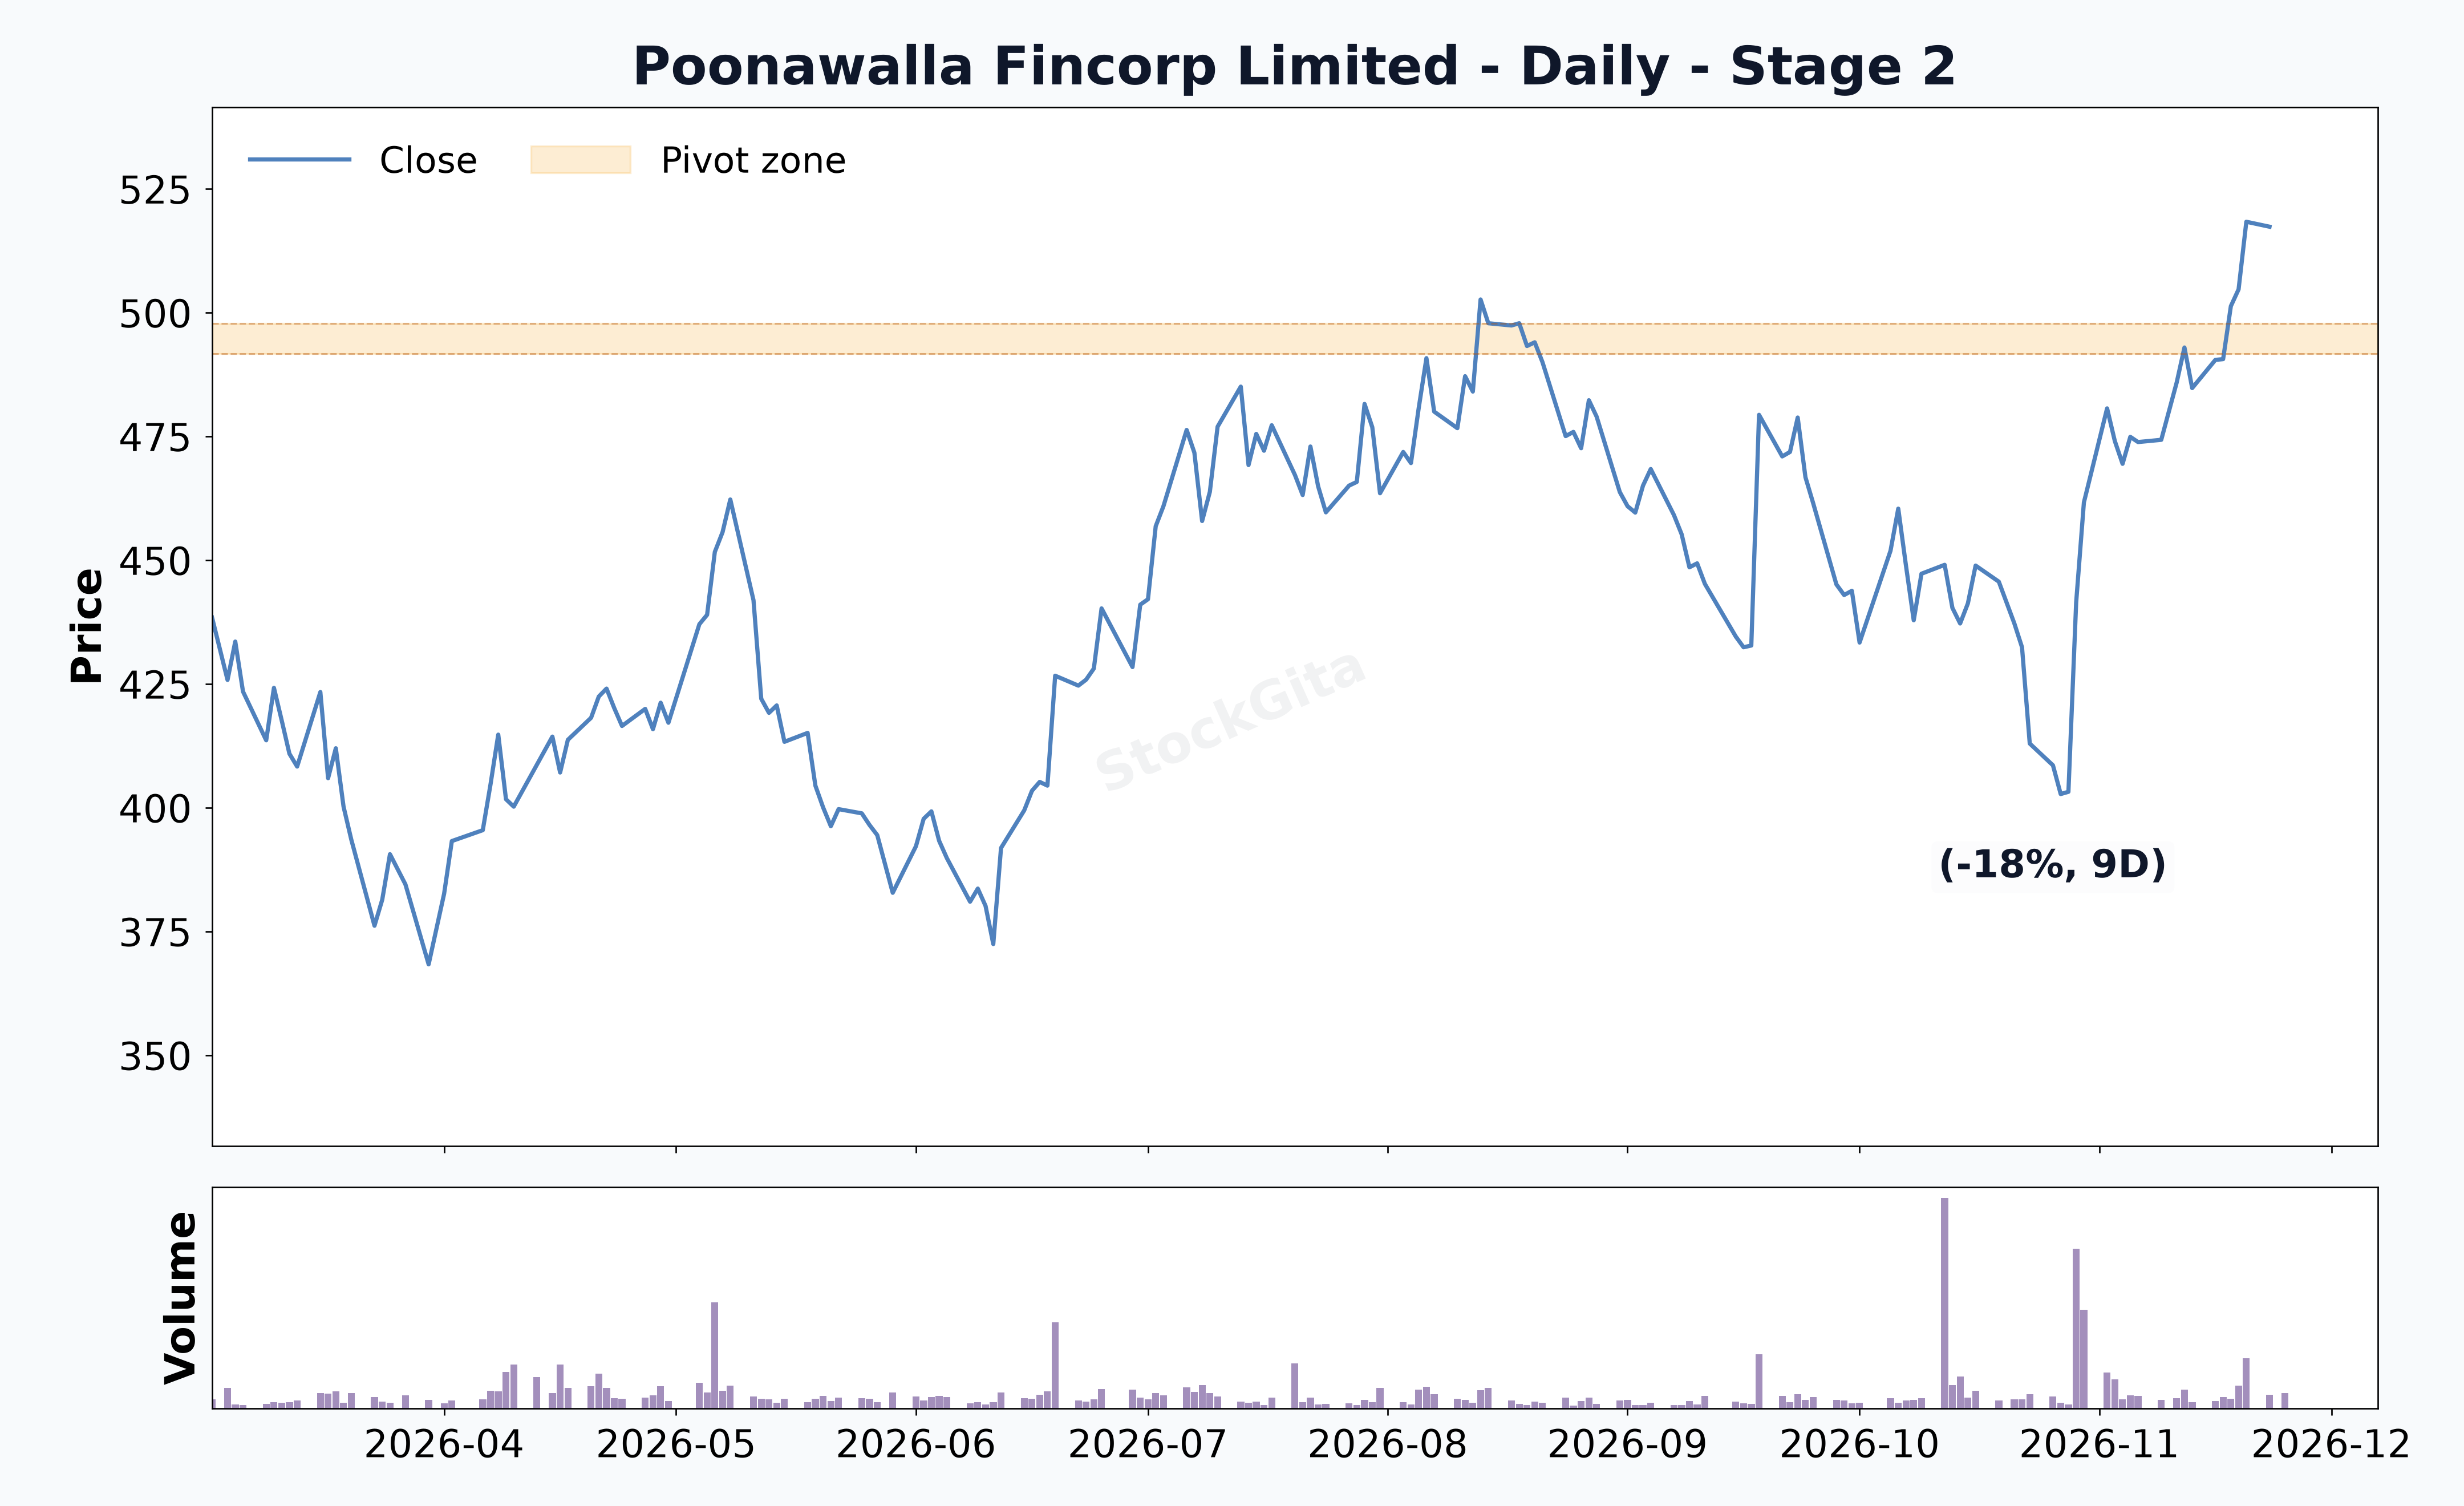 Poonawalla Fincorp Limited - Daily - Stage 2
Close
Pivot zone
525
500
475
450
425
400
375
350
Price
StockGita
(-18%, 9D)
Volume
2026-04
2026-05
2026-06
2026-07
2026-08
2026-09
2026-10
2026-11
2026-12